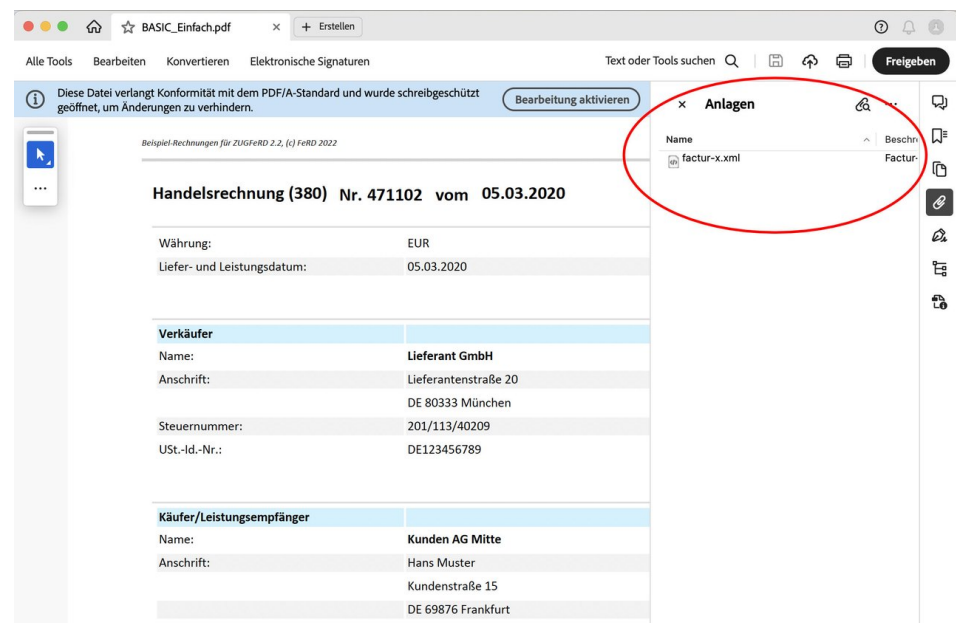 BASIC_Einfach.pdf × + Erstellen
Alle Tools Bearbeiten Konvertieren Elektronische Signaturen Text oder Tools suchen Freigeben
Diese Datei verlangt Konformität mit dem PDF/A-Standard und wurde schreibgeschützt
geöffnet, um Änderungen zu verhindern.
Bearbeitung aktivieren
× Anlagen ...
Name Beschr
factur-x.xml Factur-
Beispiel-Rechnungen für ZUGFeRD 2.2, (c) FeRD 2022
Handelsrechnung (380) Nr. 471102 vom 05.03.2020
Währung: EUR
Liefer- und Leistungsdatum: 05.03.2020
Verkäufer
Name: Lieferant GmbH
Anschrift: Lieferantenstraße 20
DE 80333 München
Steuernummer: 201/113/40209
USt.-Id.-Nr.: DE123456789
Käufer/Leistungsempfänger
Name: Kunden AG Mitte
Anschrift: Hans Muster
Kundenstraße 15
DE 69876 Frankfurt